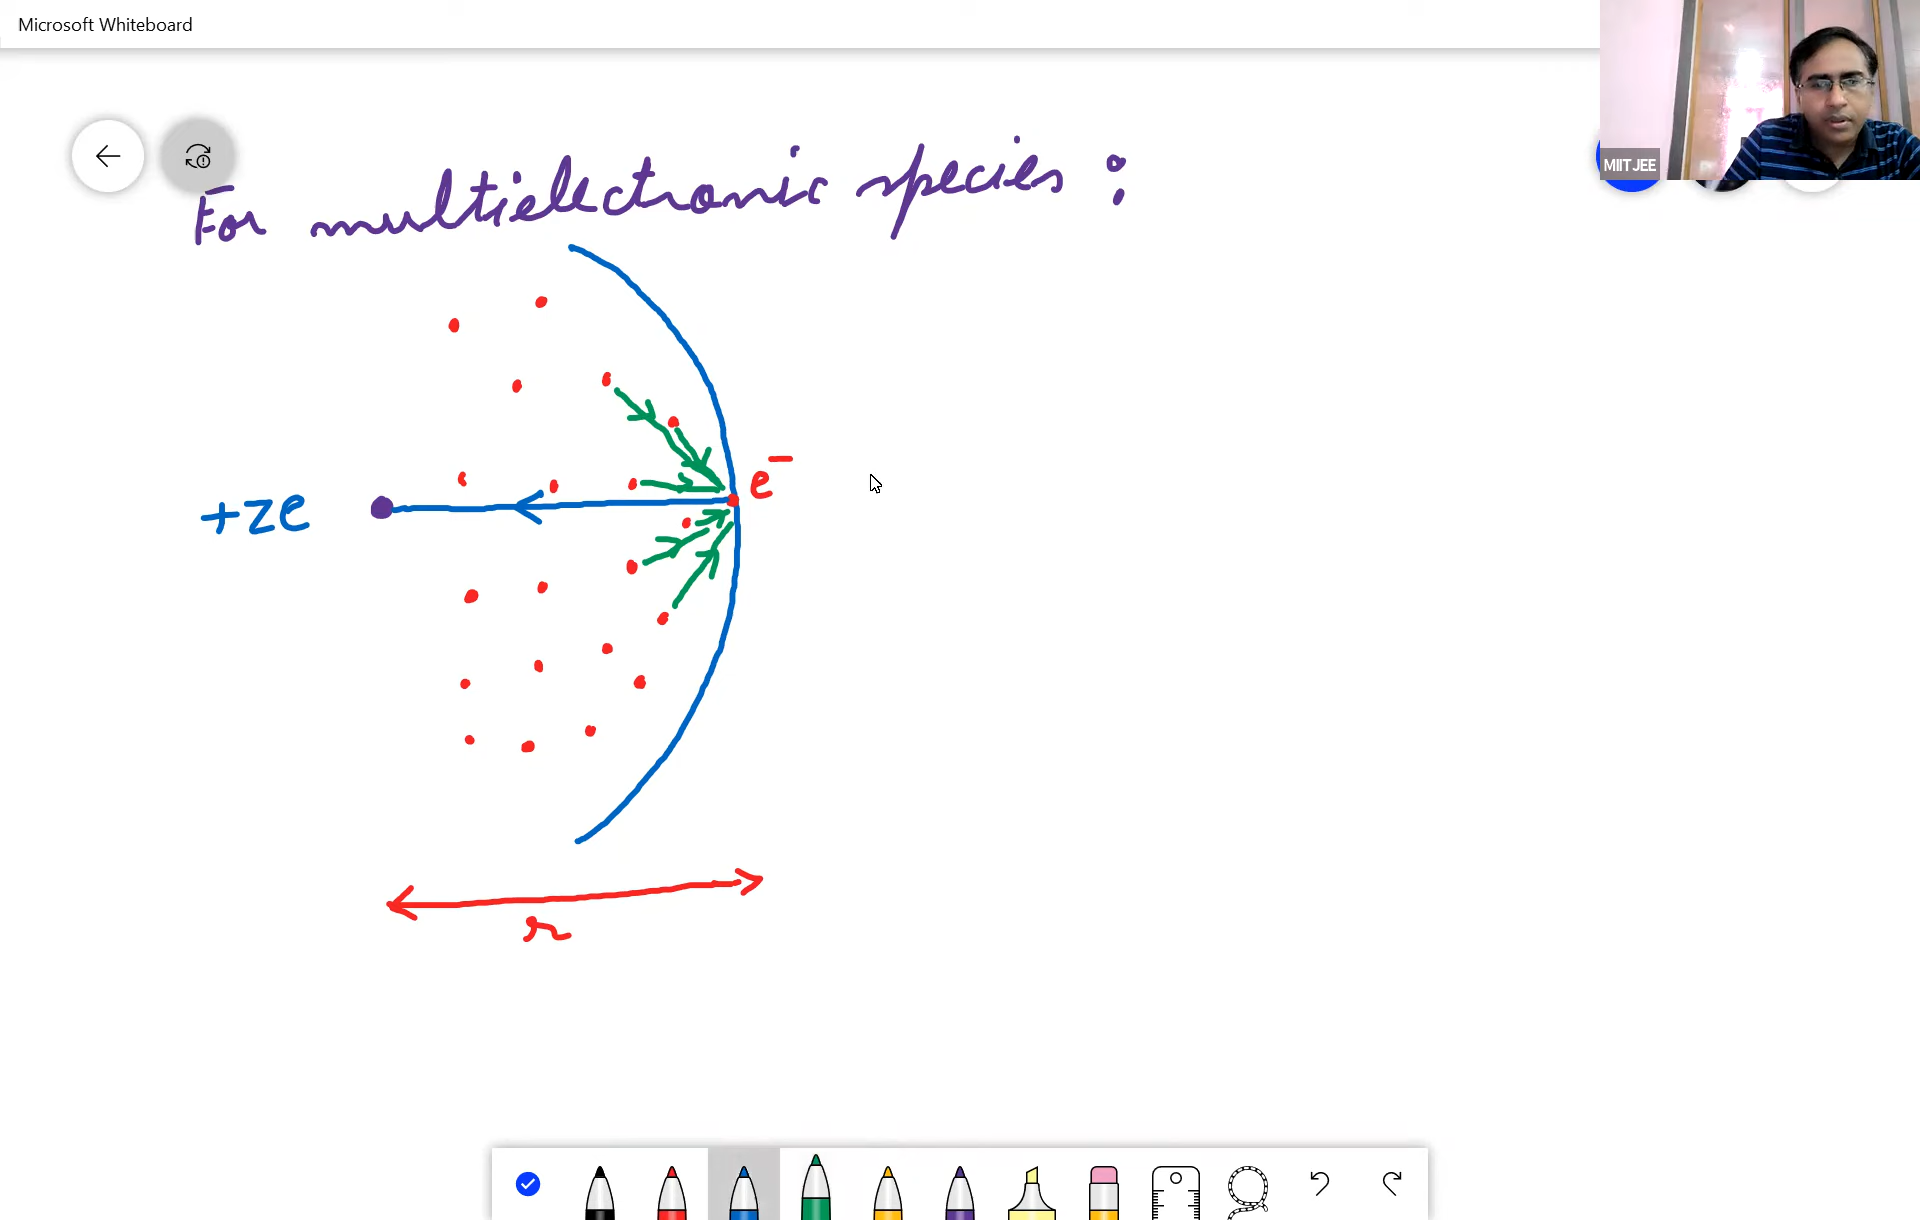 Microsoft Whiteboard
MIIT JEE
For multielectronic species :
e⁻
+ze
r